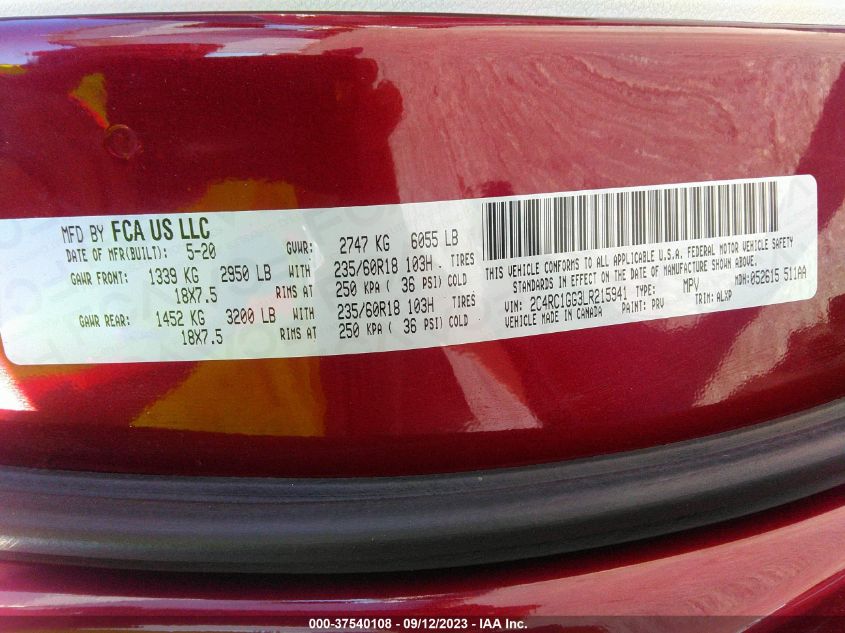 MFD BY FCA US LLC
DATE OF MFR(BUILT): 5-20 GVWR: 2747 KG 6055 LB
GAWR FRONT: 1339 KG 2950 LB WITH 235/60R18 103H TIRES
18X7.5 RIMS AT 250 KPA ( 36 PSI) COLD
GAWR REAR: 1452 KG 3200 LB WITH 235/60R18 103H TIRES
18X7.5 RIMS AT 250 KPA ( 36 PSI) COLD
THIS VEHICLE CONFORMS TO ALL APPLICABLE U.S.A. FEDERAL MOTOR VEHICLE SAFETY
STANDARDS IN EFFECT ON THE DATE OF MANUFACTURE SHOWN ABOVE.
VIN: 2C4RC1GG3LR215941 TYPE: MPV MDH: 052615 511AA
VEHICLE MADE IN CANADA PAINT: PRV TRIM: ALXP
000-37540108 - 09/12/2023 - IAA Inc.